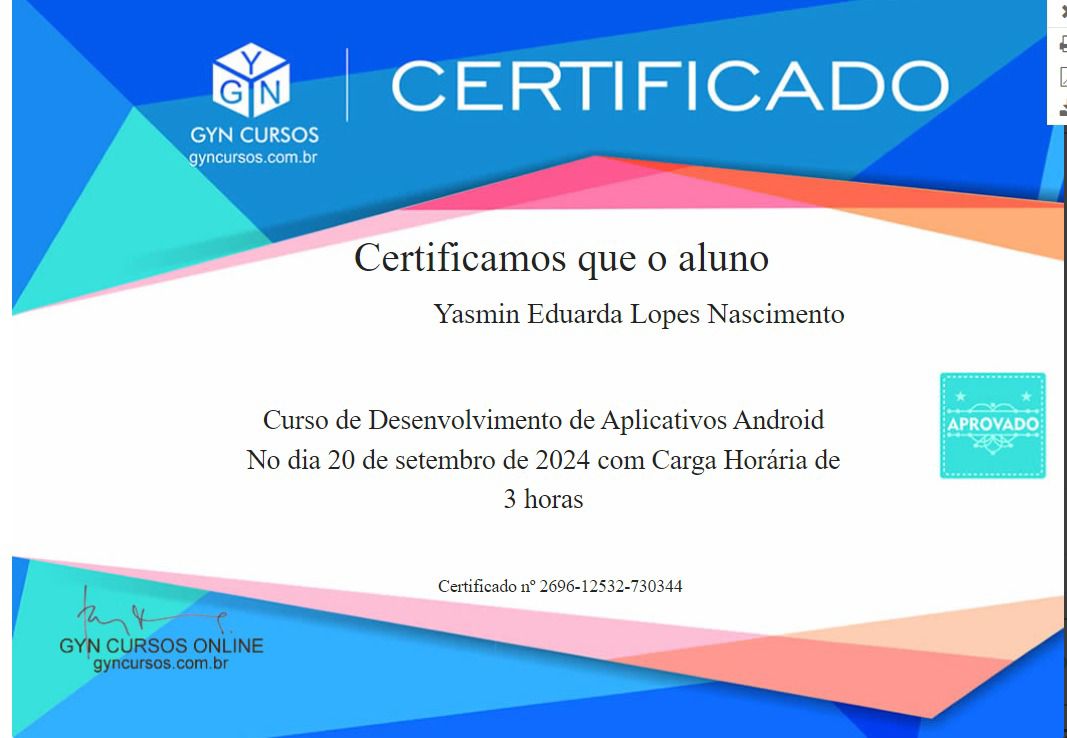 Y
G N
GYN CURSOS
gyncursos.com.br
CERTIFICADO
Certificamos que o aluno
Yasmin Eduarda Lopes Nascimento
APROVADO
Curso de Desenvolvimento de Aplicativos Android
No dia 20 de setembro de 2024 com Carga Horária de
3 horas
Certificado nº 2696-12532-730344
GYN CURSOS ONLINE
gyncursos.com.br